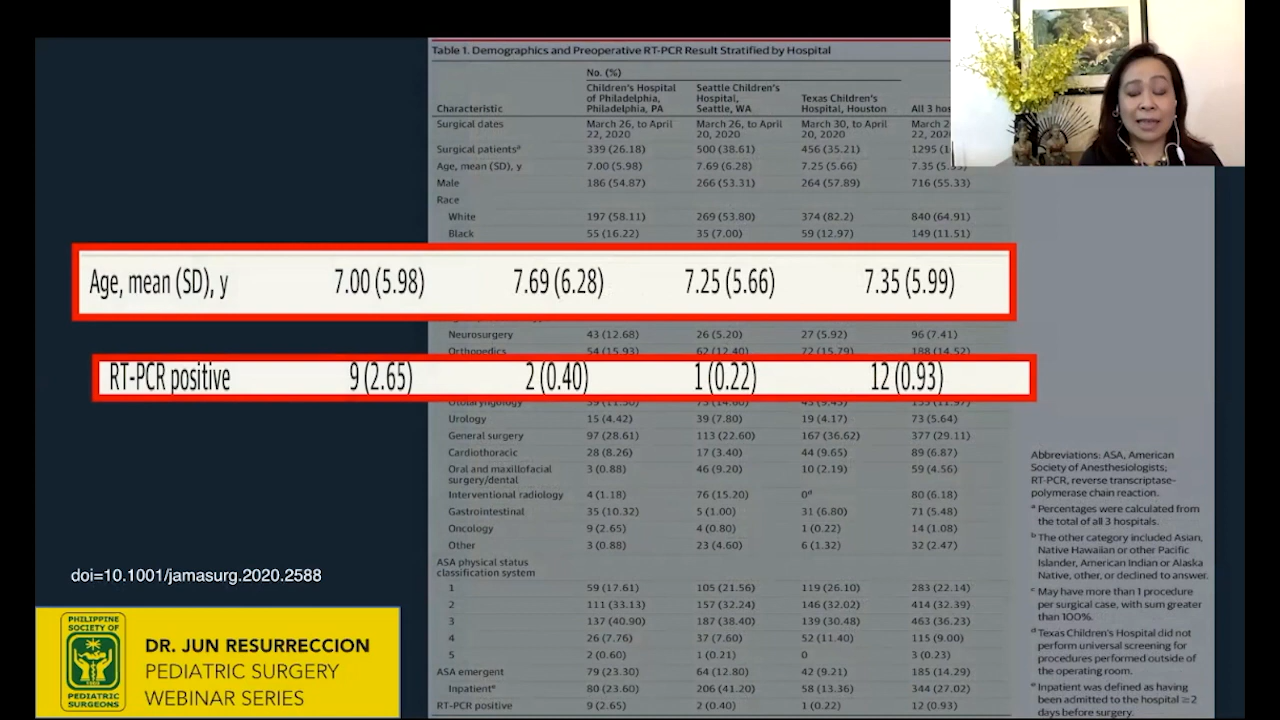 Table 1. Demographics and Preoperative RT-PCR Result Stratified by Hospital
No. (%)
Characteristic Children's Hospital of Philadelphia, Philadelphia, PA Seattle Children's Hospital, Seattle, WA Texas Children's Hospital, Houston All 3
Surgical dates March 26, to April 22, 2020 March 26, to April 20, 2020 March 30, to April 20, 2020 March 22, 2020
Surgical patientsᵃ 339 (26.18) 500 (38.61) 456 (35.21) 1295
Age, mean (SD), y 7.00 (5.98) 7.69 (6.28) 7.25 (5.66) 7.35
Male 186 (54.87) 266 (53.31) 264 (57.89) 716 (55.33)
Race
White 197 (58.11) 269 (53.80) 374 (82.2) 840 (64.91)
Black 55 (16.22) 35 (7.00) 59 (12.97) 149 (11.51)
Age, mean (SD), y 7.00 (5.98) 7.69 (6.28) 7.25 (5.66) 7.35 (5.99)
Neurosurgery 43 (12.68) 26 (5.20) 27 (5.92) 96 (7.41)
Orthopedics 54 (15.93) 62 (12.40) 72 (15.79) 188 (14.52)
RT-PCR positive 9 (2.65) 2 (0.40) 1 (0.22) 12 (0.93)
Otolaryngology
Urology 15 (4.42) 39 (7.80) 19 (4.17) 73 (5.64)
General surgery 97 (28.61) 113 (22.60) 167 (36.62) 377 (29.11)
Cardiothoracic 28 (8.26) 17 (3.40) 44 (9.65) 89 (6.87)
Oral and maxillofacial surgery/dental 3 (0.88) 46 (9.20) 10 (2.19) 59 (4.56)
Interventional radiology 4 (1.18) 76 (15.20) 0ᵈ 80 (6.18)
Gastrointestinal 35 (10.32) 5 (1.00) 31 (6.80) 71 (5.48)
Oncology 9 (2.65) 4 (0.80) 1 (0.22) 14 (1.08)
Other 3 (0.88) 23 (4.60) 6 (1.32) 32 (2.47)
ASA physical status classification system
1 59 (17.61) 105 (21.56) 119 (26.10) 283 (22.14)
2 111 (33.13) 157 (32.24) 146 (32.02) 414 (32.39)
3 137 (40.90) 187 (38.40) 139 (30.48) 463 (36.23)
4 26 (7.76) 37 (7.60) 52 (11.40) 115 (9.00)
5 2 (0.60) 1 (0.21) 0 3 (0.23)
ASA emergent 79 (23.30) 64 (12.80) 42 (9.21) 185 (14.29)
Inpatientᵉ 80 (23.60) 206 (41.20) 58 (13.36) 344 (27.02)
RT-PCR positive 9 (2.65) 2 (0.40) 1 (0.22) 12 (0.93)
Abbreviations: ASA, American
Society of Anesthesiologists;
RT-PCR, reverse transcriptase–
polymerase chain reaction.
ᵃ Percentages were calculated from
the total of all 3 hospitals.
ᵇ The other category included Asian,
Native Hawaiian or other Pacific
Islander, American Indian or Alaska
Native, other, or declined to answer.
ᶜ May have more than 1 procedure
per surgical case, with sum greater
than 100%.
ᵈ Texas Children's Hospital did not
perform universal screening for
procedures performed outside of
the operating room.
ᵉ Inpatient was defined as having
been admitted to the hospital ≥2
days before surgery.
doi=10.1001/jamasurg.2020.2588
PHILIPPINE
SOCIETY OF
PEDIATRIC
SURGEONS
DR. JUN RESURRECCION
PEDIATRIC SURGERY
WEBINAR SERIES